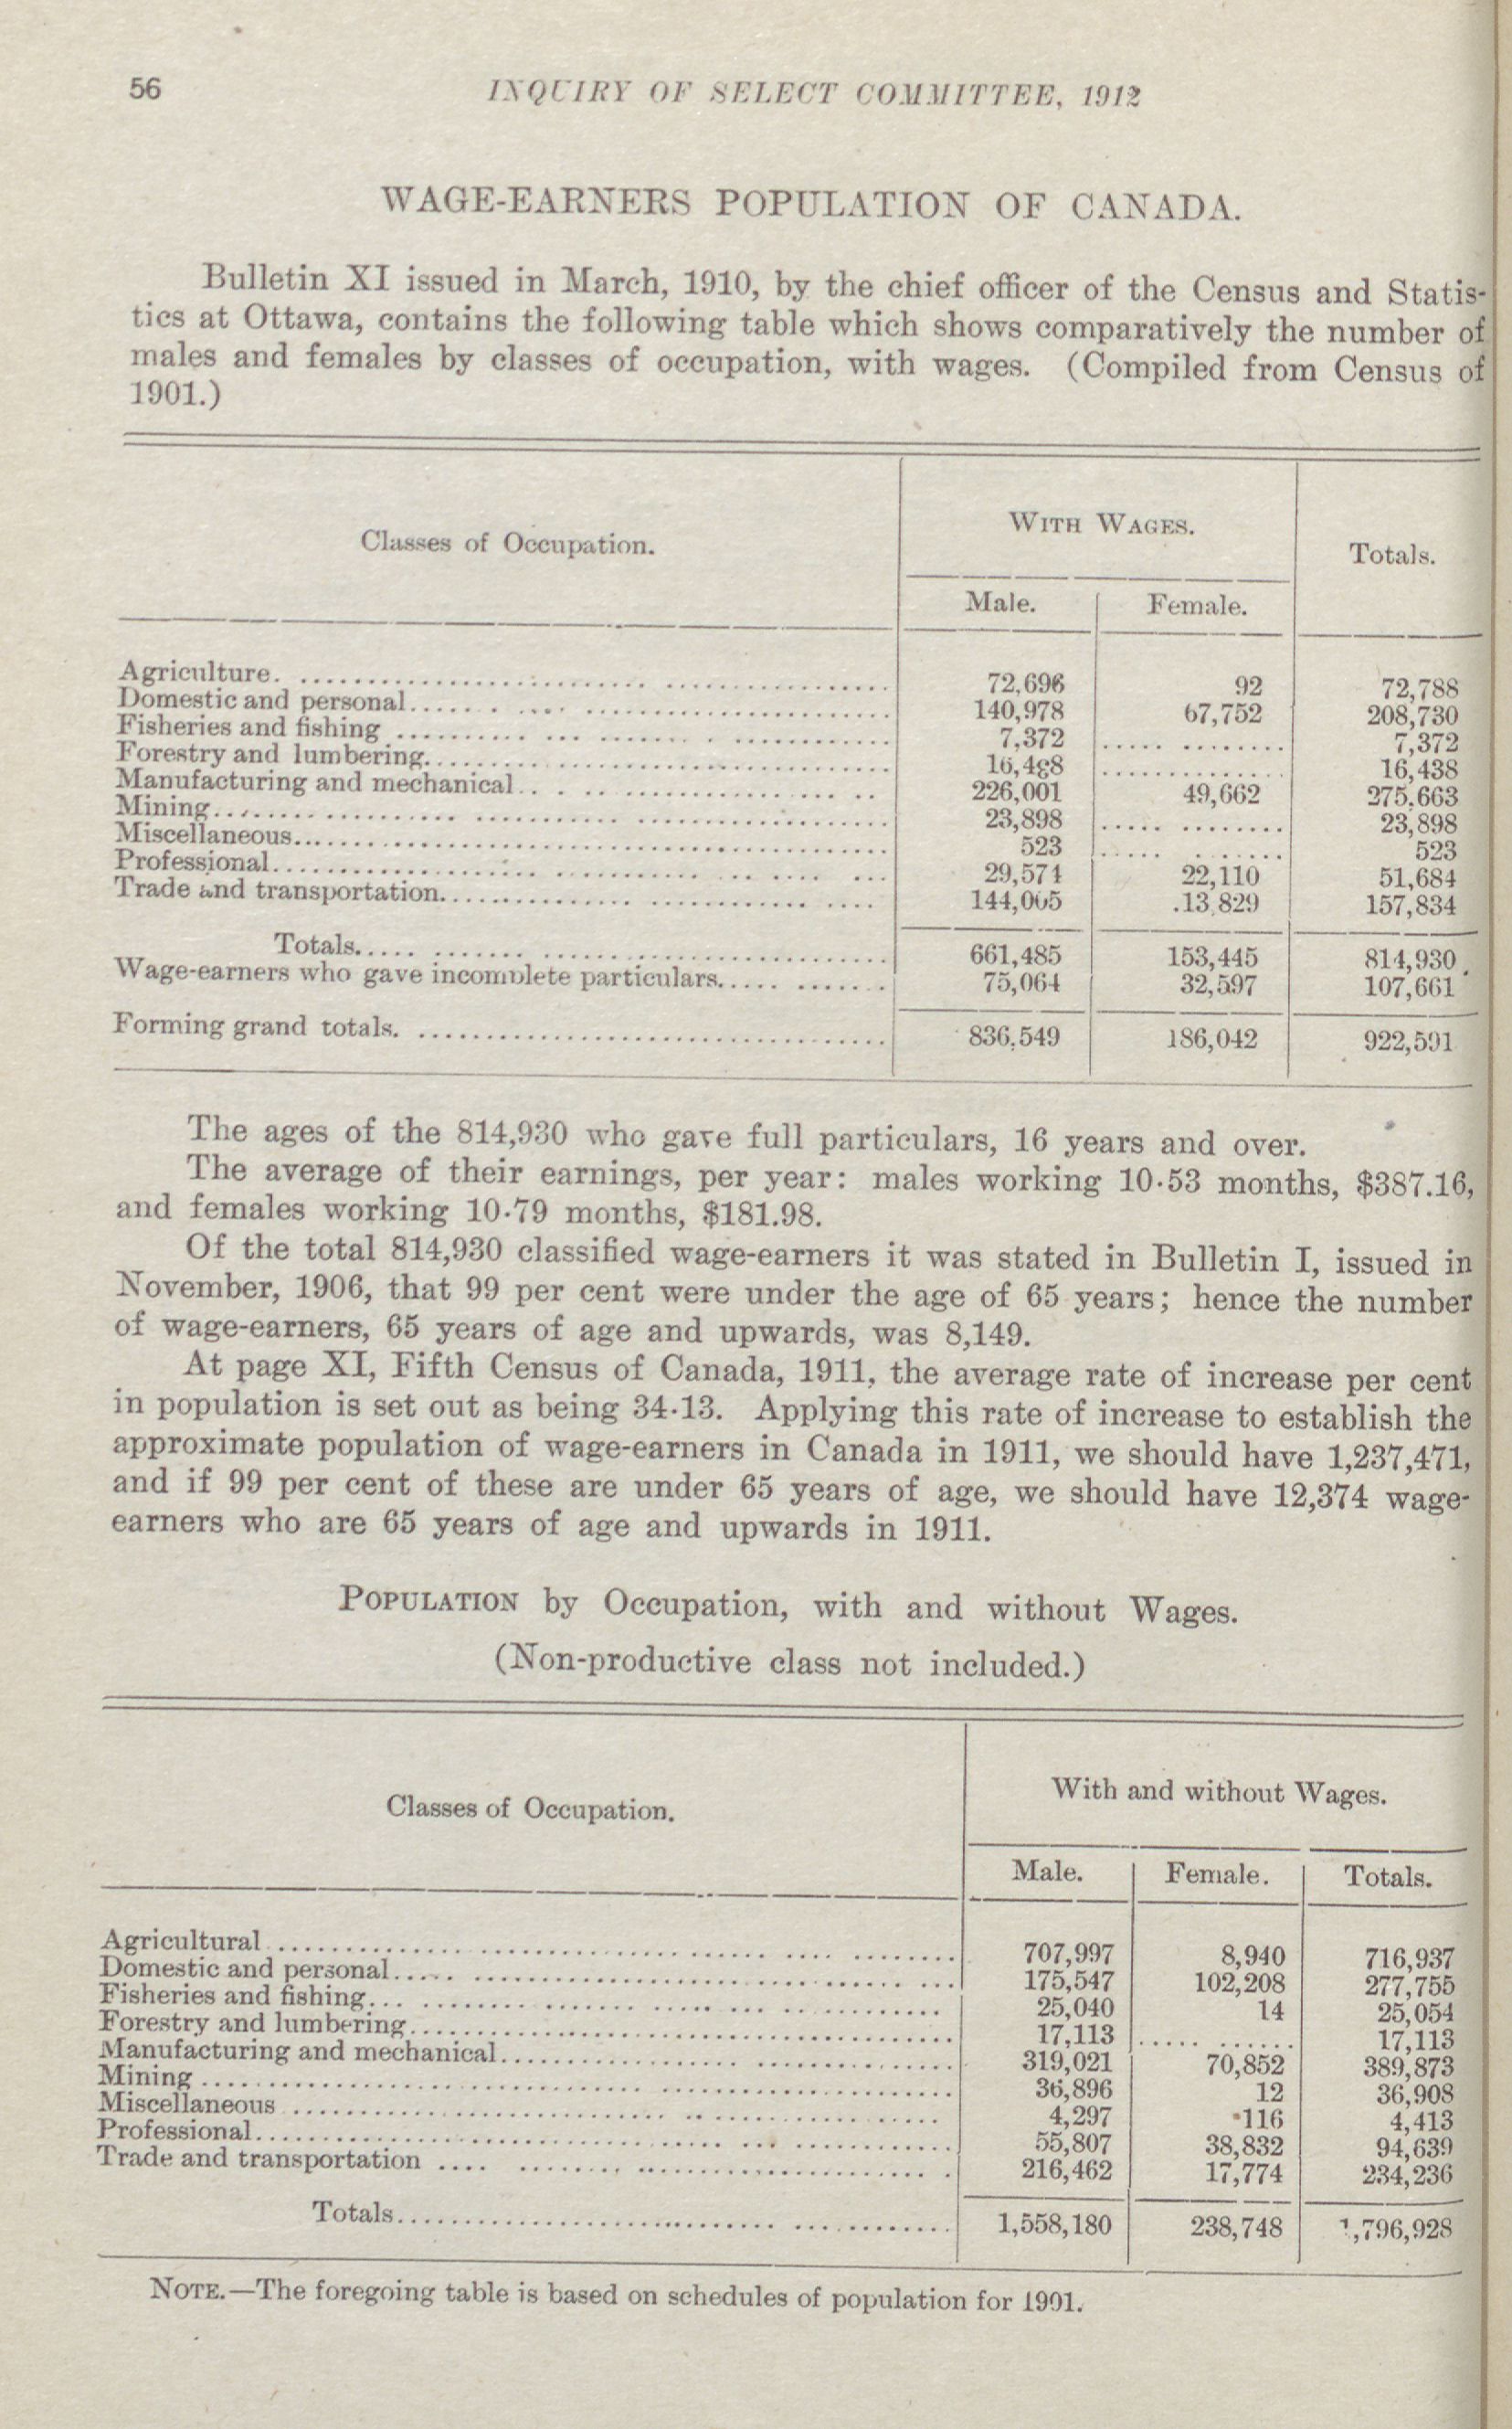 56 INQUIRY OF SELECT COMMITTEE, 1912
WAGE-EARNERS POPULATION OF CANADA.
Bulletin XI issued in March, 1910, by the chief officer of the Census and Statis-
tics at Ottawa, contains the following table which shows comparatively the number of
males and females by classes of occupation, with wages. (Compiled from Census of
1901.)
Classes of Occupation. WITH WAGES. Totals.
Male. Female.
Agriculture. 72,696 92 72,788
Domestic and personal 140,978 67,752 208,730
Fisheries and fishing 7,372 7,372
Forestry and lumbering 16,438 16,438
Manufacturing and mechanical 226,001 49,662 275,663
Mining 23,898 23,898
Miscellaneous 523 523
Professional 29,574 22,110 51,684
Trade and transportation 144,005 13,829 157,834
Totals 661,485 153,445 814,930
Wage-earners who gave incomplete particulars 75,064 32,597 107,661
Forming grand totals. 836,549 186,042 922,591
The ages of the 814,930 who gave full particulars, 16 years and over.
The average of their earnings, per year: males working 10·53 months, $387.16,
and females working 10·79 months, $181.98.
Of the total 814,930 classified wage-earners it was stated in Bulletin I, issued in
November, 1906, that 99 per cent were under the age of 65 years; hence the number
of wage-earners, 65 years of age and upwards, was 8,149.
At page XI, Fifth Census of Canada, 1911, the average rate of increase per cent
in population is set out as being 34·13. Applying this rate of increase to establish the
approximate population of wage-earners in Canada in 1911, we should have 1,237,471,
and if 99 per cent of these are under 65 years of age, we should have 12,374 wage-
earners who are 65 years of age and upwards in 1911.
POPULATION by Occupation, with and without Wages.
(Non-productive class not included.)
Classes of Occupation. With and without Wages.
Male. Female. Totals.
Agricultural 707,997 8,940 716,937
Domestic and personal 175,547 102,208 277,755
Fisheries and fishing 25,040 14 25,054
Forestry and lumbering 17,113 17,113
Manufacturing and mechanical 319,021 70,852 389,873
Mining 36,896 12 36,908
Miscellaneous 4,297 116 4,413
Professional 55,807 38,832 94,639
Trade and transportation 216,462 17,774 234,236
Totals 1,558,180 238,748 1,796,928
NOTE.—The foregoing table is based on schedules of population for 1901.